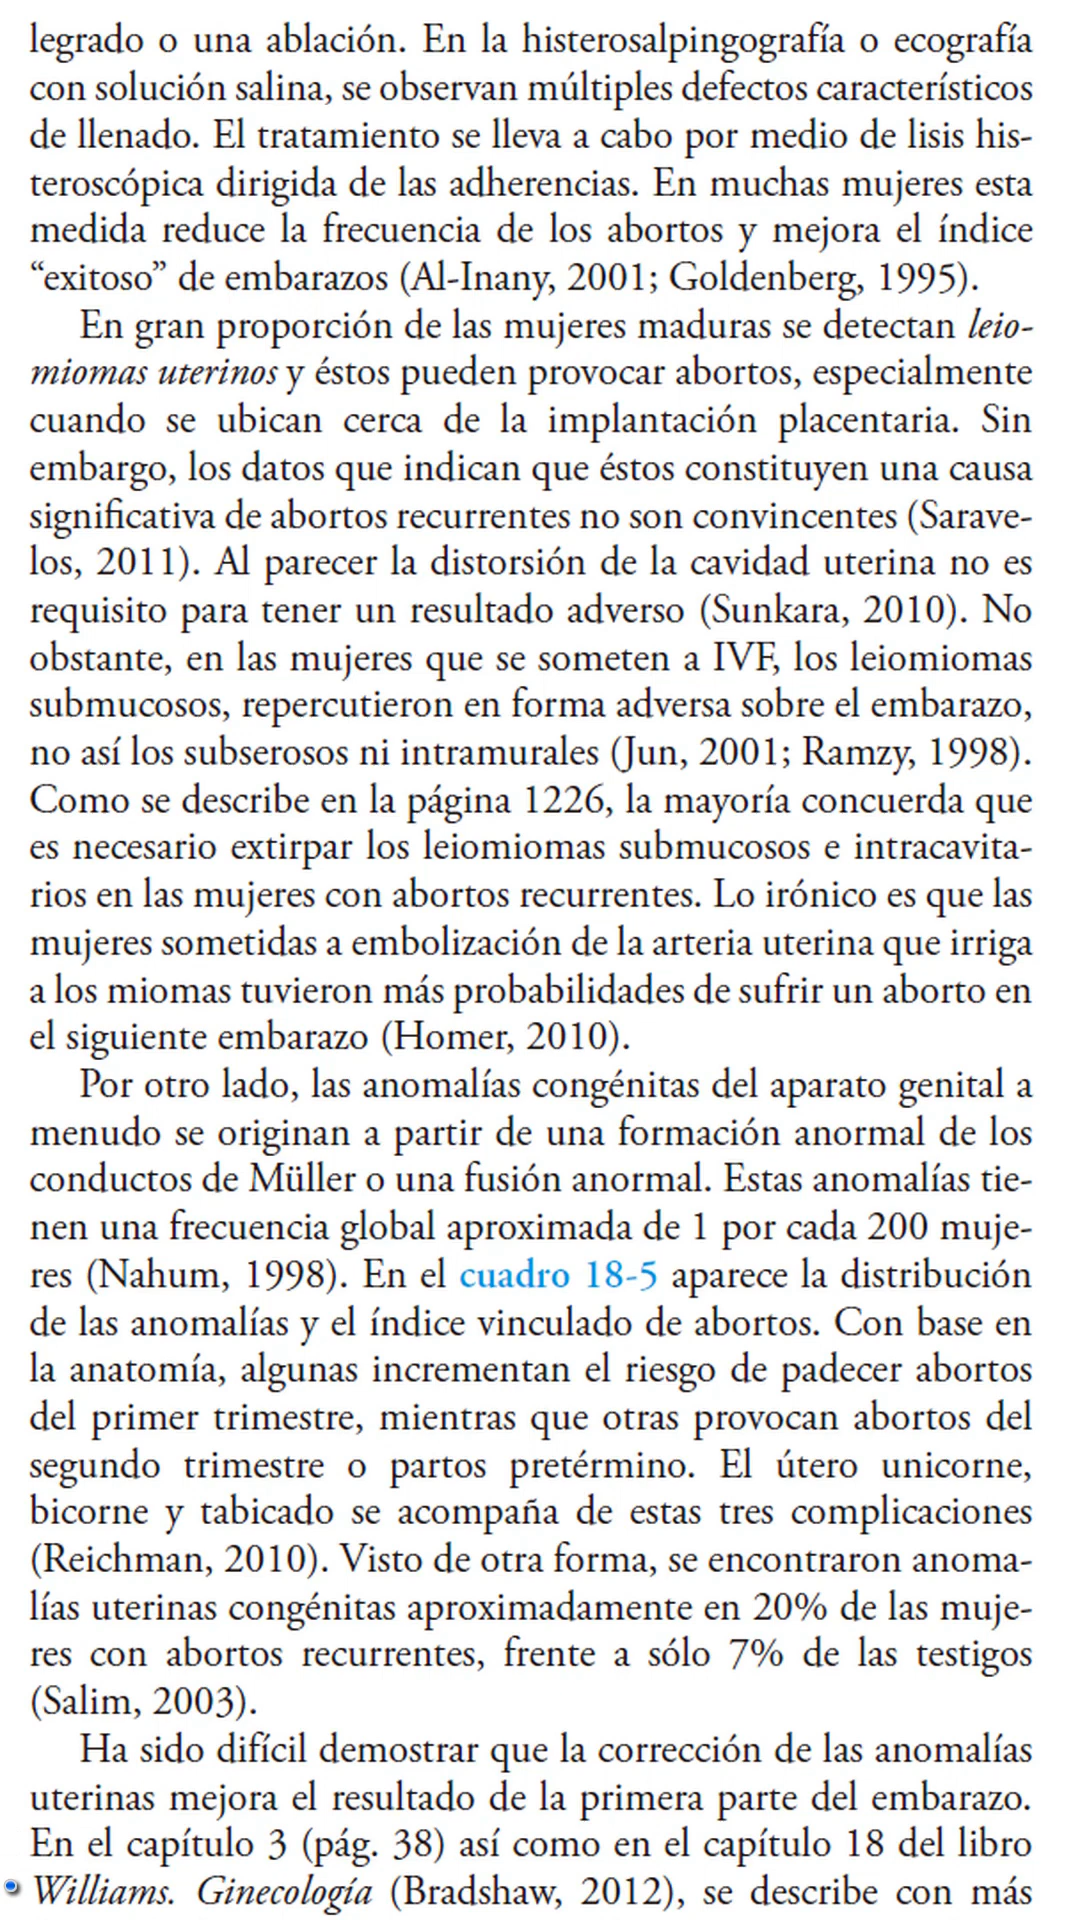 legrado o una ablación. En la histerosalpingografía o ecografía
con solución salina, se observan múltiples defectos característicos
de llenado. El tratamiento se lleva a cabo por medio de lisis his-
teroscópica dirigida de las adherencias. En muchas mujeres esta
medida reduce la frecuencia de los abortos y mejora el índice
“exitoso” de embarazos (Al-Inany, 2001; Goldenberg, 1995).
En gran proporción de las mujeres maduras se detectan leio-
miomas uterinos y éstos pueden provocar abortos, especialmente
cuando se ubican cerca de la implantación placentaria. Sin
embargo, los datos que indican que éstos constituyen una causa
significativa de abortos recurrentes no son convincentes (Sarave-
los, 2011). Al parecer la distorsión de la cavidad uterina no es
requisito para tener un resultado adverso (Sunkara, 2010). No
obstante, en las mujeres que se someten a IVF, los leiomiomas
submucosos, repercutieron en forma adversa sobre el embarazo,
no así los subserosos ni intramurales (Jun, 2001; Ramzy, 1998).
Como se describe en la página 1226, la mayoría concuerda que
es necesario extirpar los leiomiomas submucosos e intracavita-
rios en las mujeres con abortos recurrentes. Lo irónico es que las
mujeres sometidas a embolización de la arteria uterina que irriga
a los miomas tuvieron más probabilidades de sufrir un aborto en
el siguiente embarazo (Homer, 2010).
Por otro lado, las anomalías congénitas del aparato genital a
menudo se originan a partir de una formación anormal de los
conductos de Müller o una fusión anormal. Estas anomalías tie-
nen una frecuencia global aproximada de 1 por cada 200 muje-
res (Nahum, 1998). En el cuadro 18-5 aparece la distribución
de las anomalías y el índice vinculado de abortos. Con base en
la anatomía, algunas incrementan el riesgo de padecer abortos
del primer trimestre, mientras que otras provocan abortos del
segundo trimestre o partos pretérmino. El útero unicorne,
bicorne y tabicado se acompaña de estas tres complicaciones
(Reichman, 2010). Visto de otra forma, se encontraron anoma-
lías uterinas congénitas aproximadamente en 20% de las muje-
res con abortos recurrentes, frente a sólo 7% de las testigos
(Salim, 2003).
Ha sido difícil demostrar que la corrección de las anomalías
uterinas mejora el resultado de la primera parte del embarazo.
En el capítulo 3 (pág. 38) así como en el capítulo 18 del libro
Williams. Ginecología (Bradshaw, 2012), se describe con más